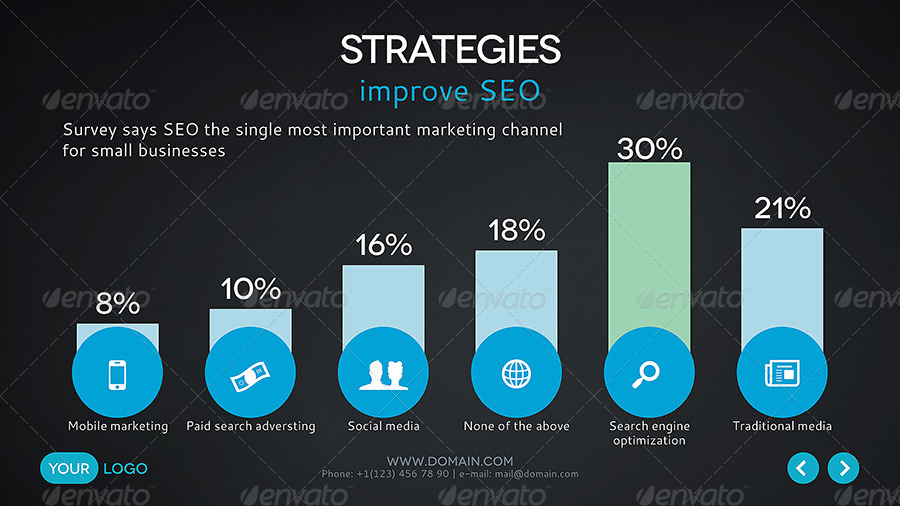 STRATEGIES
improve SEO
Survey says SEO the single most important marketing channel
for small businesses
8%
10%
16%
18%
30%
21%
Mobile marketing
Paid search adversting
Social media
None of the above
Search engine
optimization
Traditional media
YOUR LOGO
WWW.DOMAIN.COM
Phone: +1(123) 456 78 90 | e-mail: mail@domain.com
envato